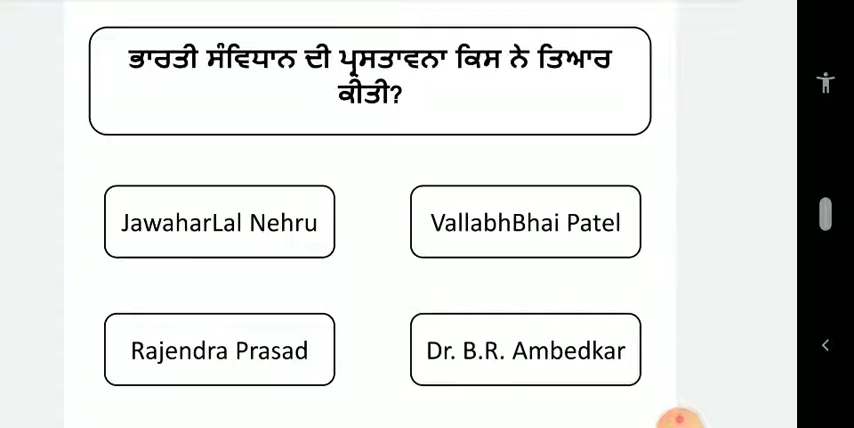 ਭਾਰਤੀ ਸੰਵਿਧਾਨ ਦੀ ਪ੍ਰਸਤਾਵਨਾ ਕਿਸ ਨੇ ਤਿਆਰ
ਕੀਤੀ?
JawaharLal Nehru
VallabhBhai Patel
Rajendra Prasad
Dr. B.R. Ambedkar